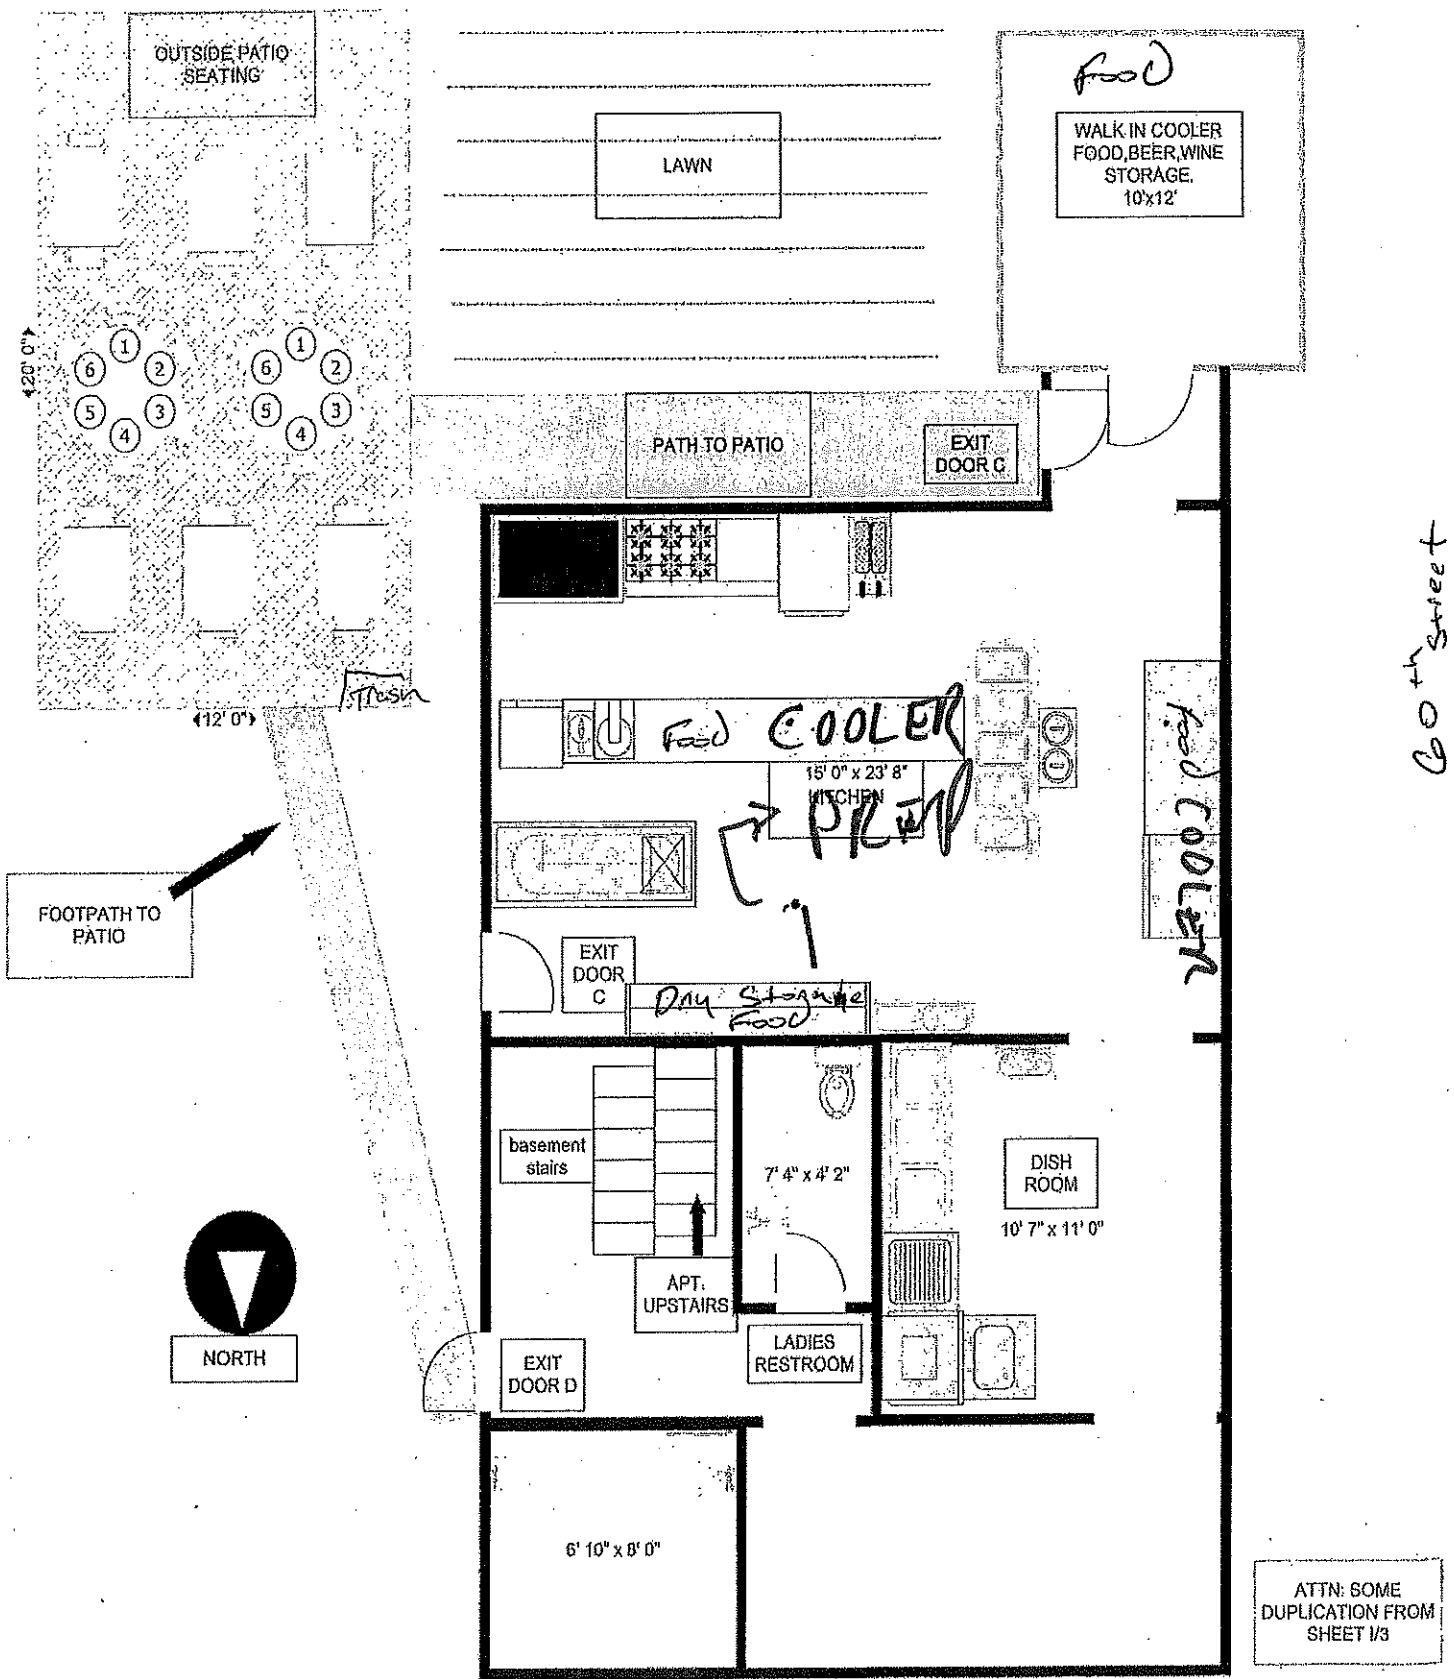 OUTSIDE PATIO
SEATING
LAWN
Food
WALK IN COOLER
FOOD,BEER,WINE
STORAGE.
10'x12'
20' 0"
1
6
2
5
3
4
1
6
2
5
3
4
PATH TO PATIO
EXIT
DOOR C
60th Street
Trash
12' 0"
Food COOLER
15' 0" x 23' 8"
KITCHEN
PREP
Food COOLER
FOOTPATH TO
PATIO
EXIT
DOOR
C
Dry Storage
Food
basement
stairs
7' 4" x 4' 2"
DISH
ROOM
10' 7" x 11' 0"
APT.
UPSTAIRS
LADIES
RESTROOM
NORTH
EXIT
DOOR D
6' 10" x 8' 0"
ATTN: SOME
DUPLICATION FROM
SHEET 1/3